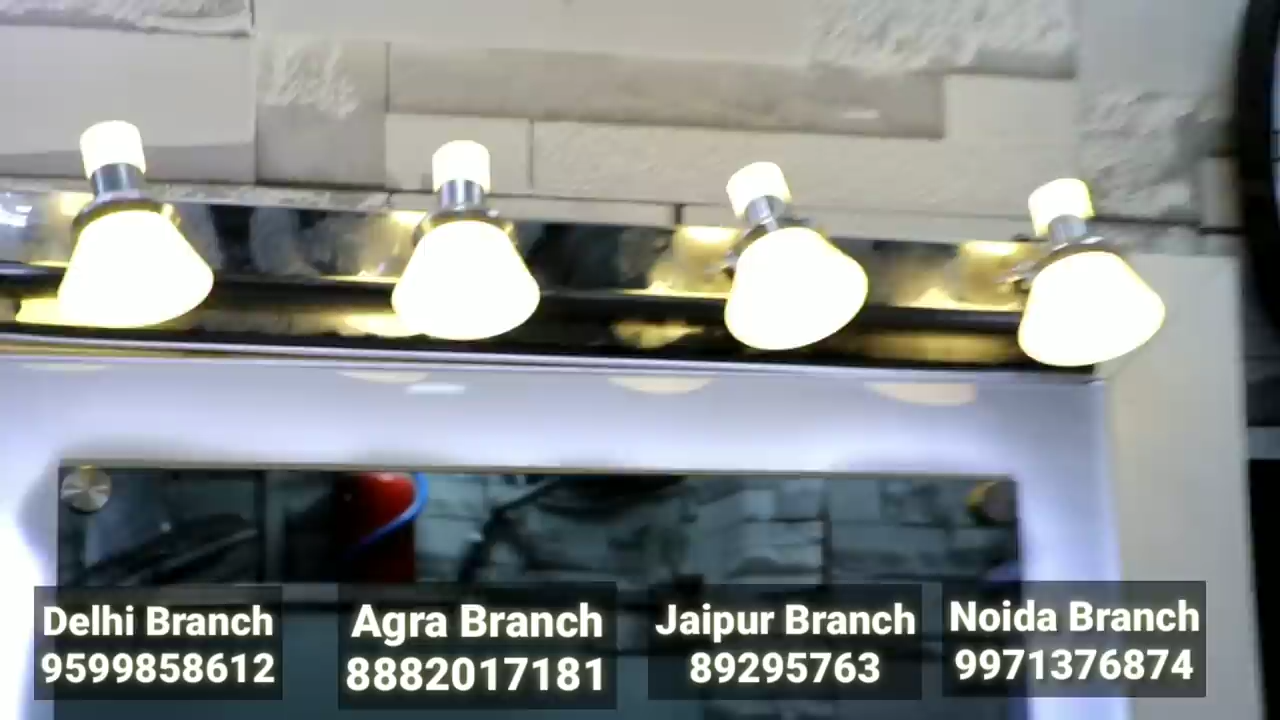 Delhi Branch
9599858612
Agra Branch
8882017181
Jaipur Branch
89295763
Noida Branch
9971376874